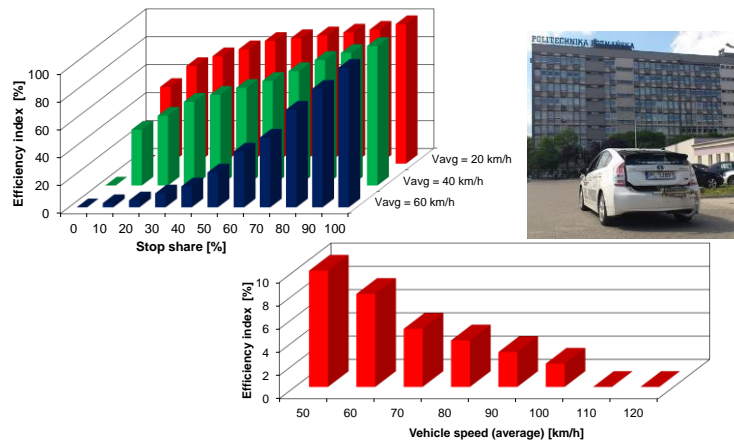 Efficiency index [%]
100
80
60
40
20
0
0 10 20 30 40 50 60 70 80 90 100
Stop share [%]
Vavg = 20 km/h
Vavg = 40 km/h
Vavg = 60 km/h
POLITECHNIKA POZNAŃSKA
Efficiency index [%]
10
8
6
4
2
0
50 60 70 80 90 100 110 120
Vehicle speed (average) [km/h]